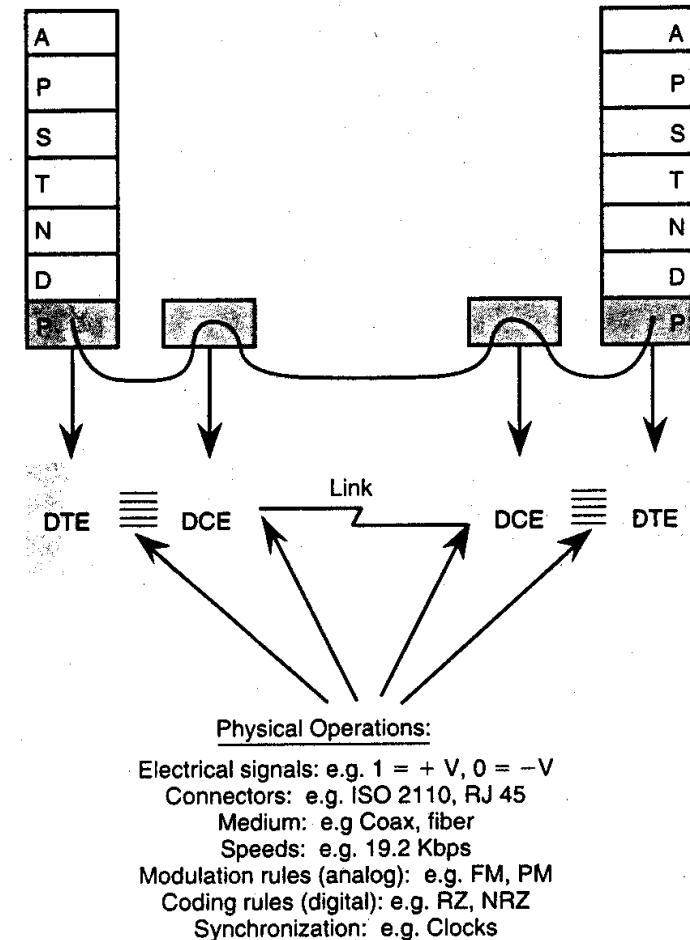 A A
P P
S S
T T
N N
D D
P P
Link
DTE DCE DCE DTE
Physical Operations:
Electrical signals: e.g. 1 = + V, 0 = −V
Connectors: e.g. ISO 2110, RJ 45
Medium: e.g Coax, fiber
Speeds: e.g. 19.2 Kbps
Modulation rules (analog): e.g. FM, PM
Coding rules (digital): e.g. RZ, NRZ
Synchronization: e.g. Clocks